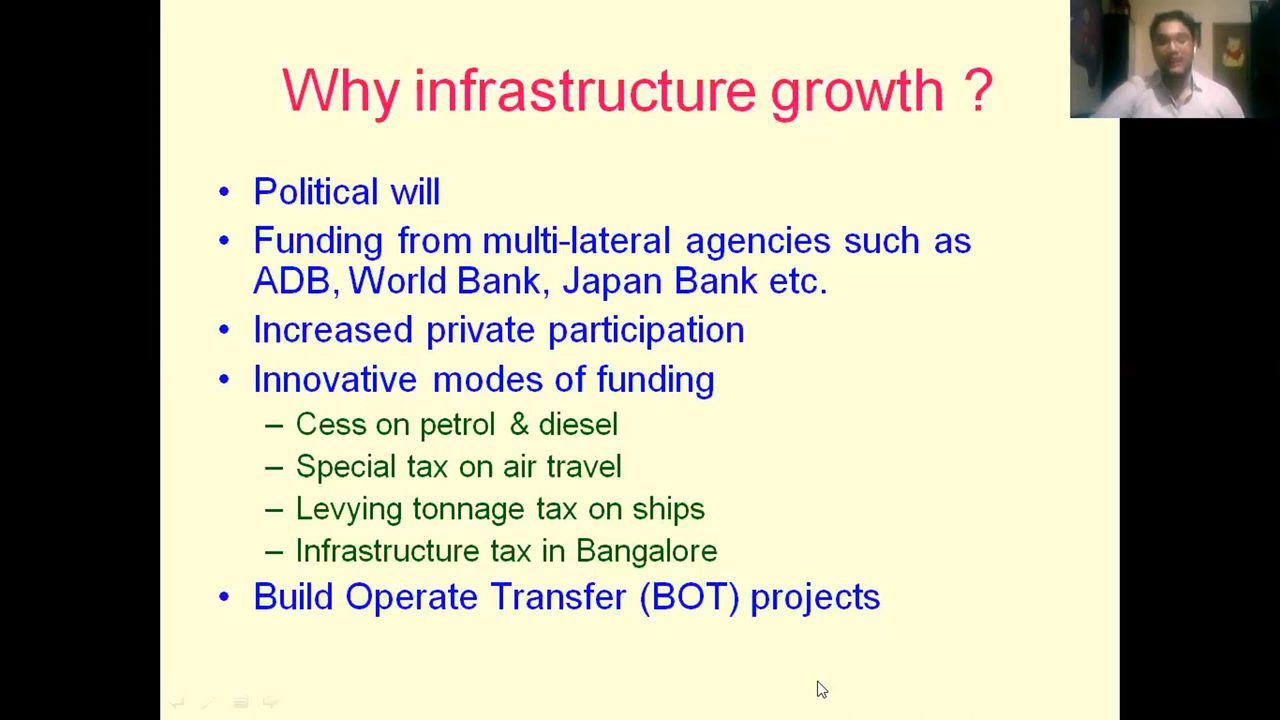 Why infrastructure growth ?
• Political will
• Funding from multi-lateral agencies such as
ADB, World Bank, Japan Bank etc.
• Increased private participation
• Innovative modes of funding
– Cess on petrol & diesel
– Special tax on air travel
– Levying tonnage tax on ships
– Infrastructure tax in Bangalore
• Build Operate Transfer (BOT) projects